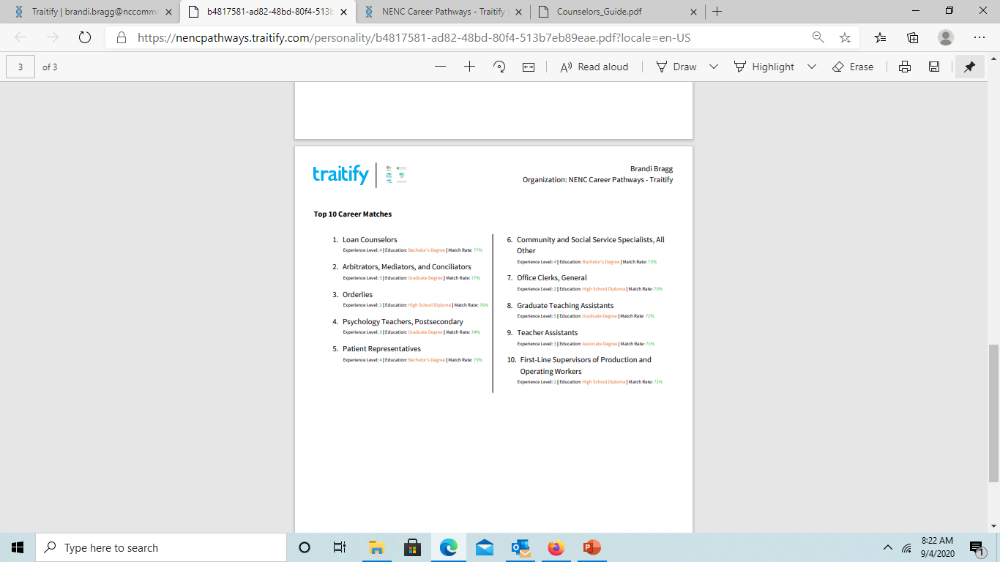 Traitify | brandi.bragg@nccomme
b4817581-ad82-48bd-80f4-513b
NENC Career Pathways - Traitify
Counselors_Guide.pdf
https://nencpathways.traitify.com/personality/b4817581-ad82-48bd-80f4-513b7eb89eae.pdf?locale=en-US
3 of 3
Read aloud
Draw
Highlight
Erase
traitify
Brandi Bragg
Organization: NENC Career Pathways - Traitify
Top 10 Career Matches
1. Loan Counselors
Experience Level: 4 | Education: Bachelor's Degree | Match Rate: 77%
2. Arbitrators, Mediators, and Conciliators
Experience Level: 5 | Education: Graduate Degree | Match Rate: 77%
3. Orderlies
Experience Level: 2 | Education: High School Diploma | Match Rate: 76%
4. Psychology Teachers, Postsecondary
Experience Level: 5 | Education: Graduate Degree | Match Rate: 74%
5. Patient Representatives
Experience Level: 4 | Education: Bachelor's Degree | Match Rate: 73%
6. Community and Social Service Specialists, All
Other
Experience Level: 4 | Education: Bachelor's Degree | Match Rate: 73%
7. Office Clerks, General
Experience Level: 2 | Education: High School Diploma | Match Rate: 73%
8. Graduate Teaching Assistants
Experience Level: 5 | Education: Graduate Degree | Match Rate: 72%
9. Teacher Assistants
Experience Level: 3 | Education: Associate Degree | Match Rate: 71%
10. First-Line Supervisors of Production and
Operating Workers
Experience Level: 2 | Education: High School Diploma | Match Rate: 71%
Type here to search
8:22 AM
9/4/2020
1